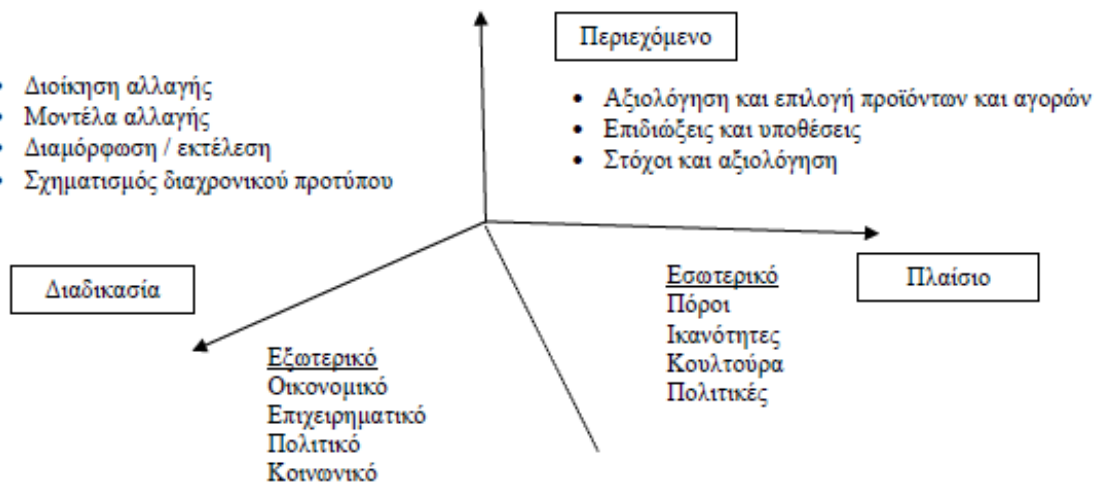 Περιεχόμενο
• Διοίκηση αλλαγής
• Μοντέλα αλλαγής
• Διαμόρφωση / εκτέλεση
• Σχηματισμός διαχρονικού προτύπου
• Αξιολόγηση και επιλογή προϊόντων και αγορών
• Επιδιώξεις και υποθέσεις
• Στόχοι και αξιολόγηση
Διαδικασία
Πλαίσιο
Εξωτερικό
Οικονομικό
Επιχειρηματικό
Πολιτικό
Κοινωνικό
Εσωτερικό
Πόροι
Ικανότητες
Κουλτούρα
Πολιτικές